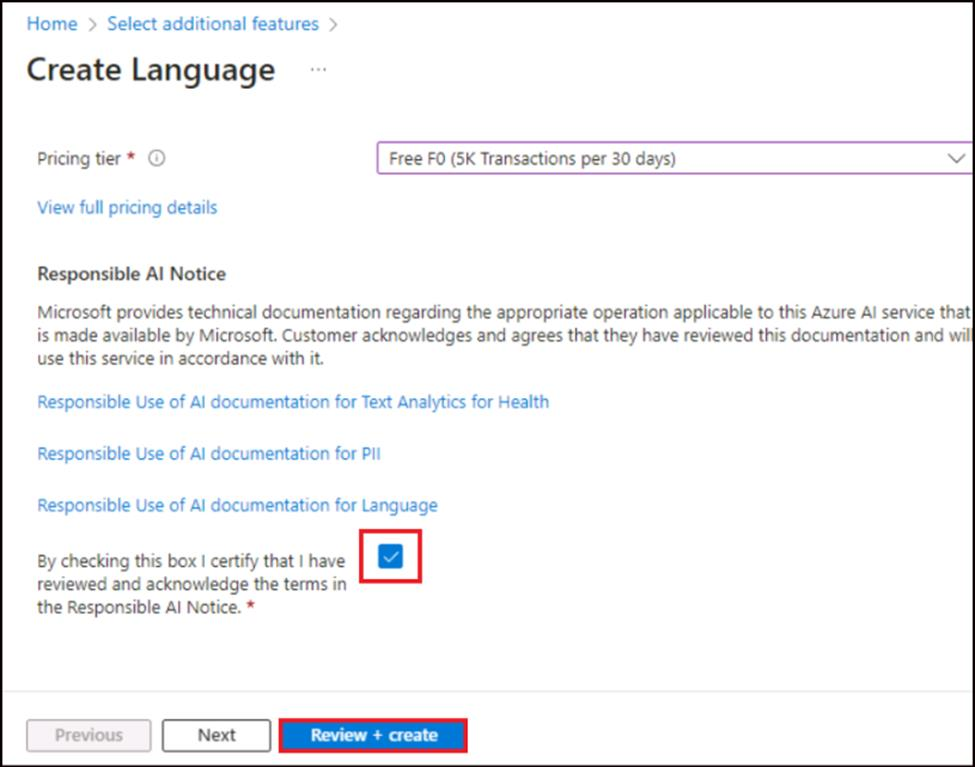 Home > Select additional features >
Create Language ...
Pricing tier *
Free F0 (5K Transactions per 30 days)
View full pricing details
Responsible AI Notice
Microsoft provides technical documentation regarding the appropriate operation applicable to this Azure AI service that
is made available by Microsoft. Customer acknowledges and agrees that they have reviewed this documentation and will
use this service in accordance with it.
Responsible Use of AI documentation for Text Analytics for Health
Responsible Use of AI documentation for PII
Responsible Use of AI documentation for Language
By checking this box I certify that I have
reviewed and acknowledge the terms in
the Responsible AI Notice. *
Previous
Next
Review + create